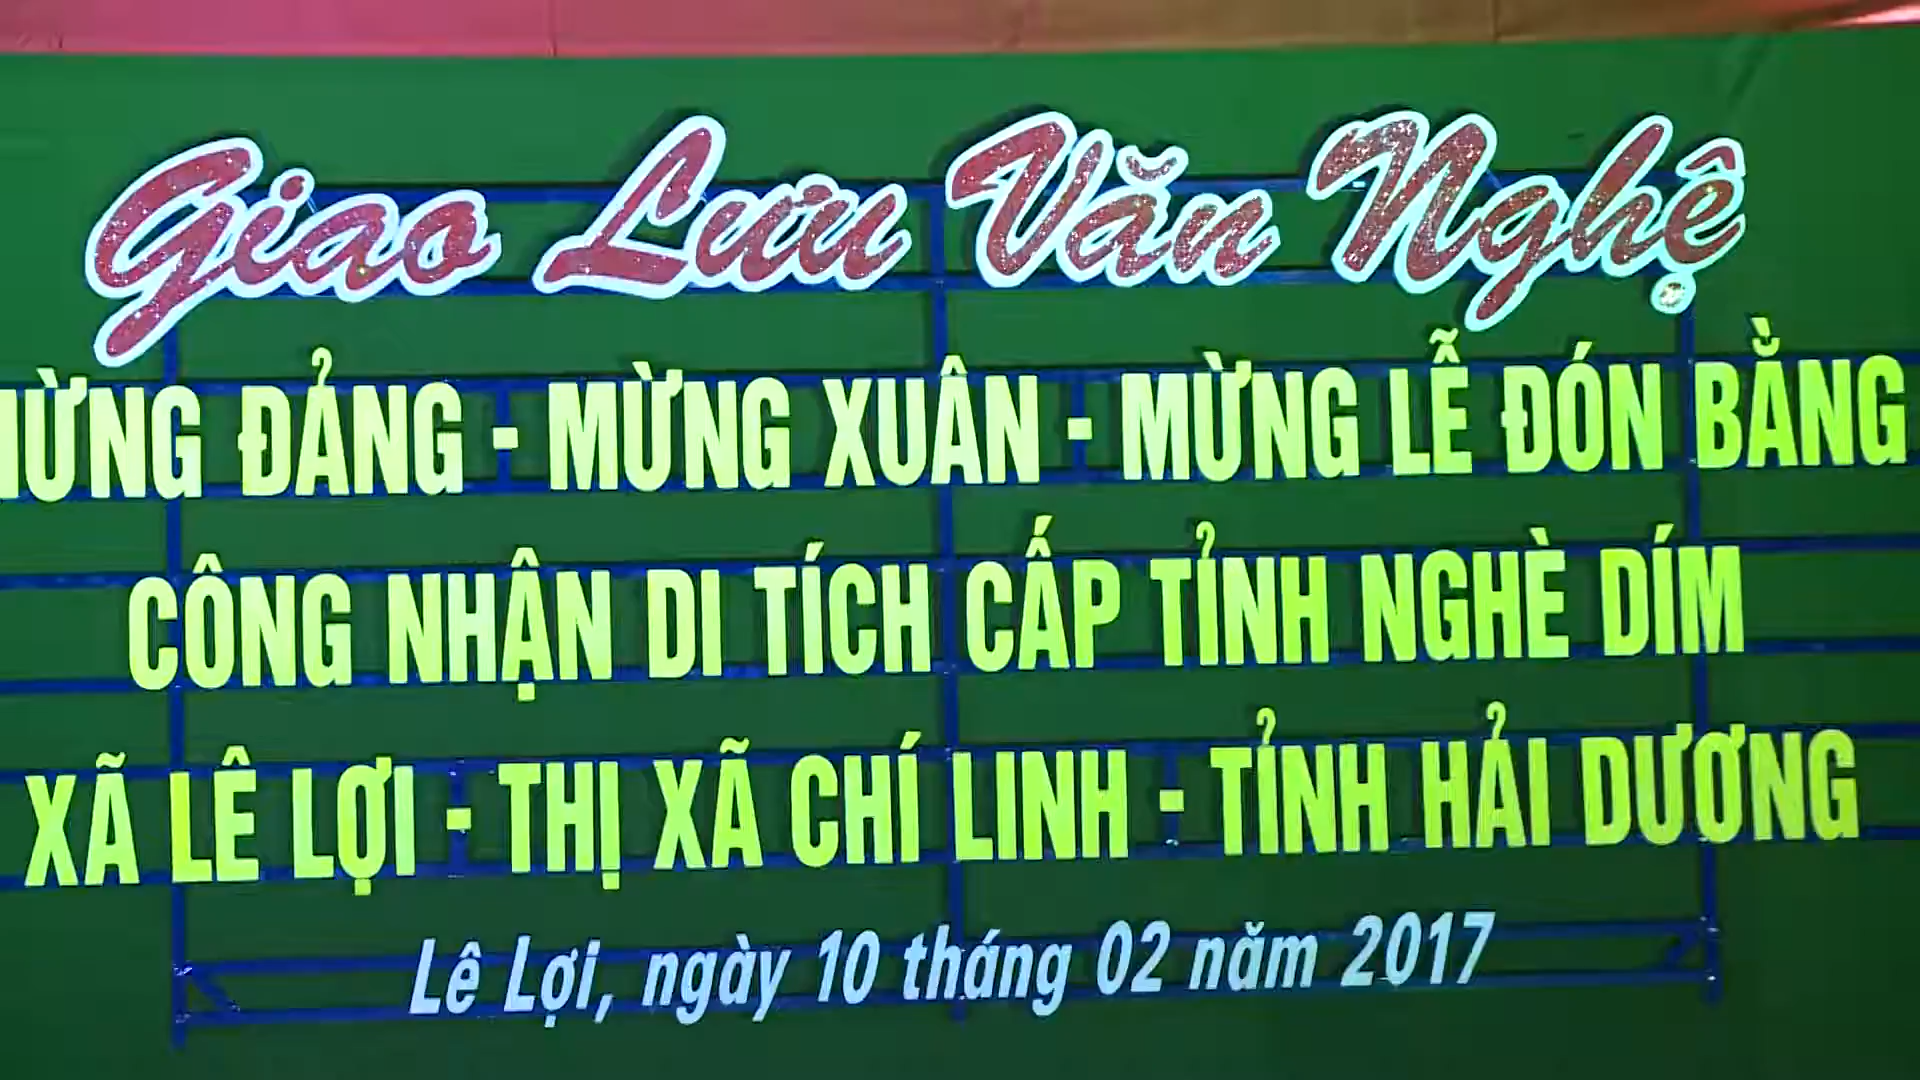 Giao Lưu Văn Nghệ
MỪNG ĐẢNG - MỪNG XUÂN - MỪNG LỄ ĐÓN BẰNG
CÔNG NHẬN DI TÍCH CẤP TỈNH NGHÈ DÍM
XÃ LÊ LỢI - THỊ XÃ CHÍ LINH - TỈNH HẢI DƯƠNG
Lê Lợi, ngày 10 tháng 02 năm 2017